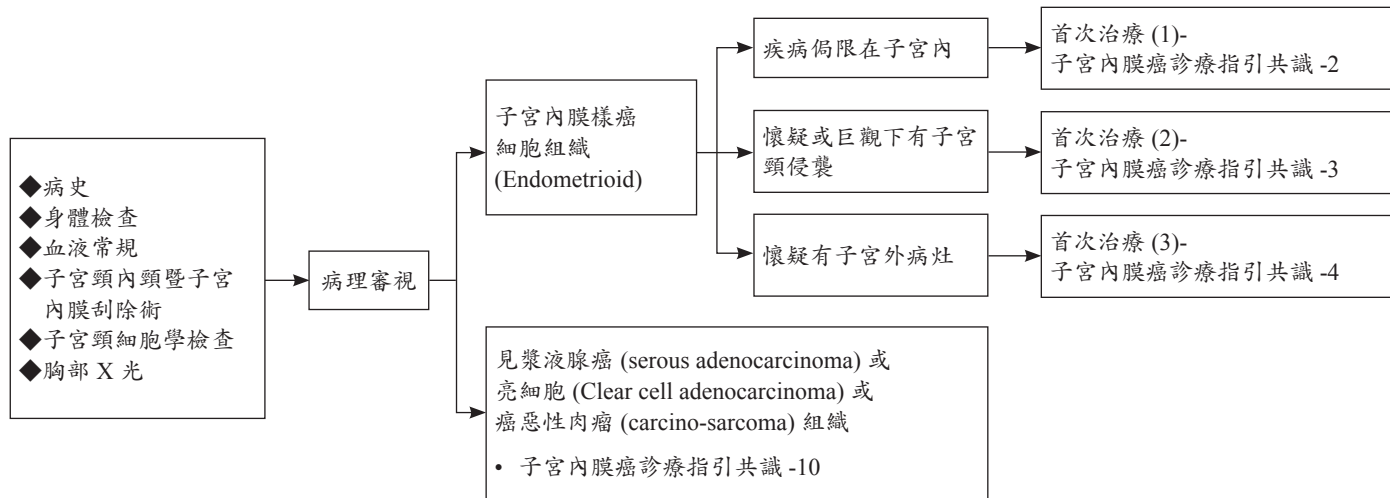 ◆病史
◆身體檢查
◆血液常規
◆子宮頸內頸暨子宮
內膜刮除術
◆子宮頸細胞學檢查
◆胸部 X 光
病理審視
子宮內膜樣癌
細胞組織
(Endometrioid)
疾病侷限在子宮內
首次治療 (1)-
子宮內膜癌診療指引共識 -2
懷疑或巨觀下有子宮
頸侵襲
首次治療 (2)-
子宮內膜癌診療指引共識 -3
懷疑有子宮外病灶
首次治療 (3)-
子宮內膜癌診療指引共識 -4
見漿液腺癌 (serous adenocarcinoma) 或
亮細胞 (Clear cell adenocarcinoma) 或
癌惡性肉瘤 (carcino-sarcoma) 組織
• 子宮內膜癌診療指引共識 -10